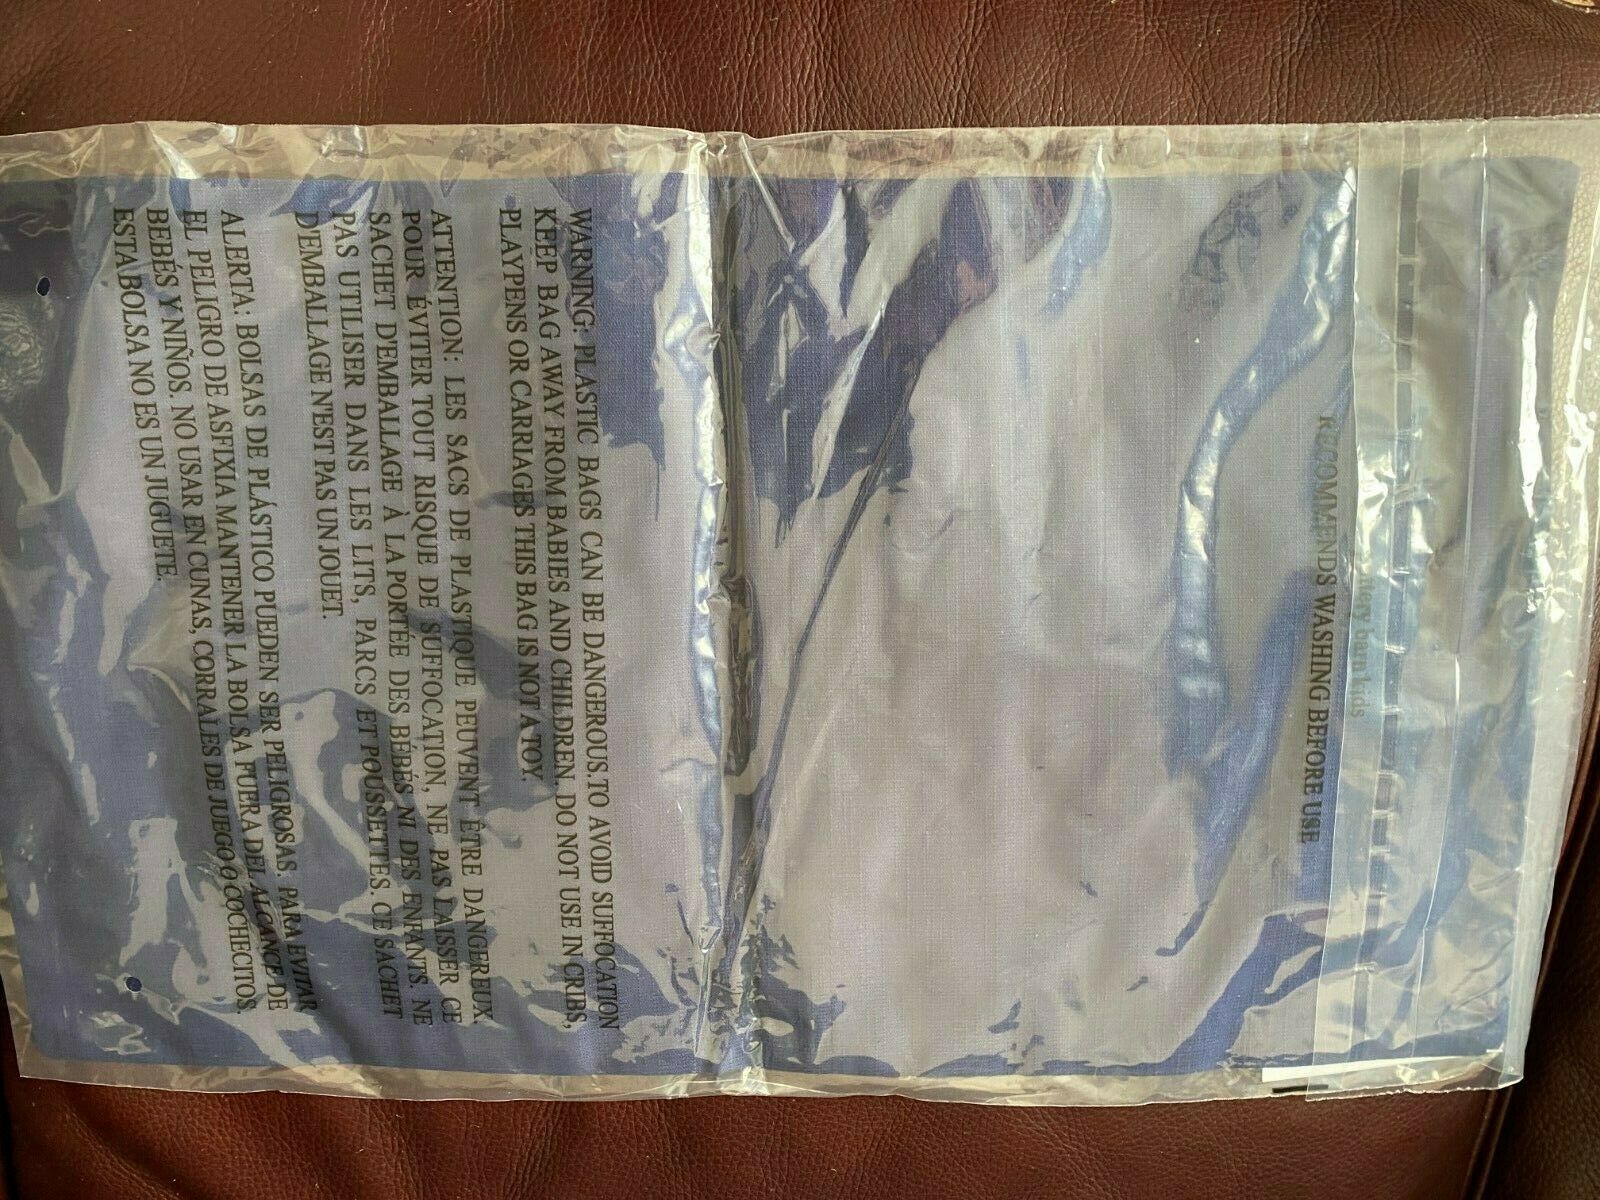 barn kids
RECOMMENDS WASHING BEFORE USE
WARNING: PLASTIC BAGS CAN BE DANGEROUS.TO AVOID SUFFOCATION
KEEP BAG AWAY FROM BABIES AND CHILDREN. DO NOT USE IN CRIBS,
PLAYPENS OR CARRIAGES THIS BAG IS NOT A TOY.
ATTENTION: LES SACS DE PLASTIQUE PEUVENT ÊTRE DANGEREUX.
POUR ÉVITER TOUT RISQUE DE SUFFOCATION, NE PAS LAISSER CE
SACHET D'EMBALLAGE À LA PORTÉE DES BÉBÉS NI DES ENFANTS. NE
PAS UTILISER DANS LES LITS, PARCS ET POUSSETTES. CE SACHET
D'EMBALLAGE N'EST PAS UN JOUET.
ALERTA: BOLSAS DE PLÁSTICO PUEDEN SER PELIGROSAS. PARA EVIZAR
EL PELIGRO DE ASFIXIA MANTENER LA BOLSA FUERA DEL ALCANCE DE
BEBÉS Y NIÑOS. NO USAR EN CUNAS, CORRALES DE JUEGO O COCHECITOS.
ESTA BOLSA NO ES UN JUGUETE.